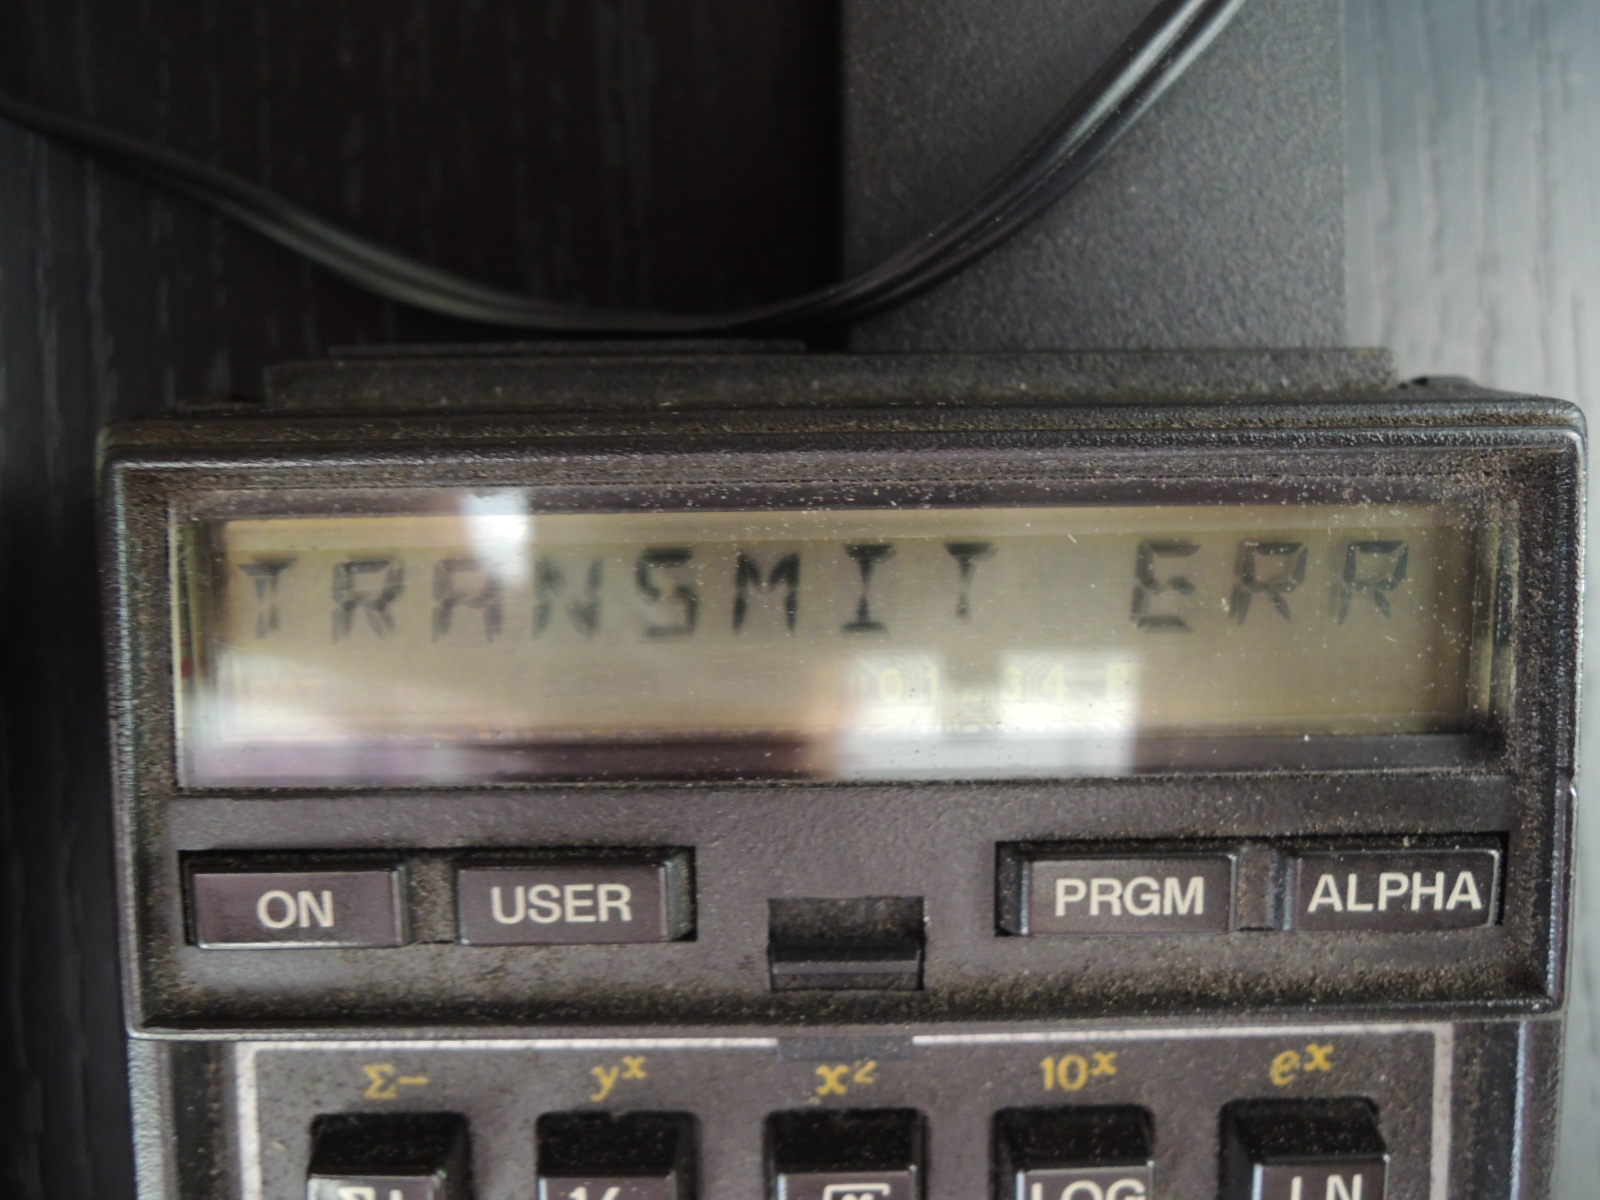 TRANSMIT ERR
ON USER PRGM ALPHA
Σ− yˣ x² 10ˣ eˣ
LOG LN